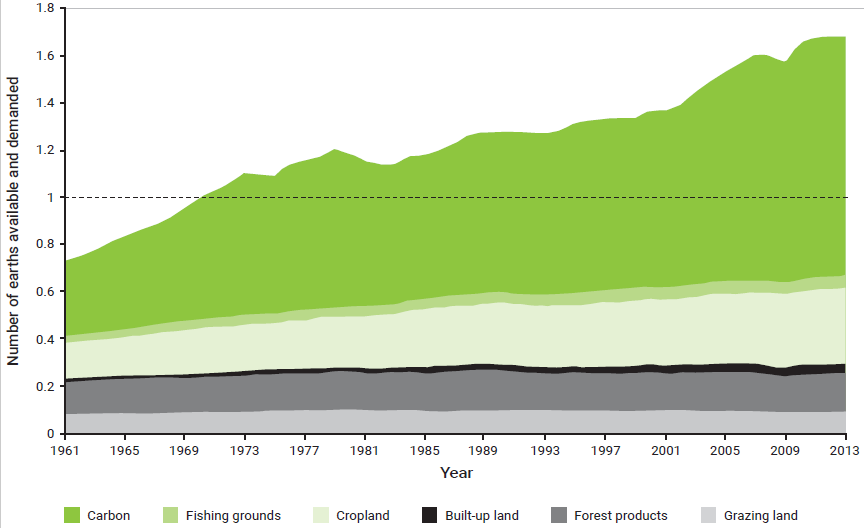 Number of earths available and demanded
1.8
1.6
1.4
1.2
1
0.8
0.6
0.4
0.2
0
1961 1965 1969 1973 1977 1981 1985 1989 1993 1997 2001 2005 2009 2013
Year
Carbon Fishing grounds Cropland Built-up land Forest products Grazing land